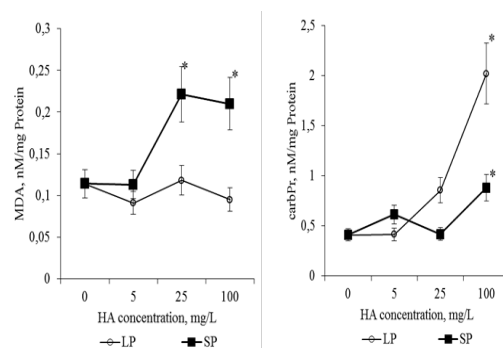 MDA, nM/mg Protein
0,3
0,25
0,2
0,15
0,1
0,05
0
*
*
0 5 25 100
HA concentration, mg/L
LP SP
carbPr, nM/mg Protein
2,5
2
1,5
1
0,5
0
*
*
0 5 25 100
HA concentration, mg/L
LP SP